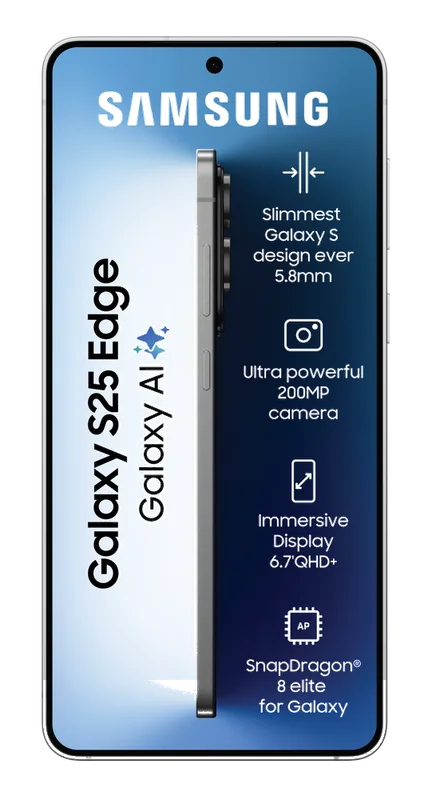 SAMSUNG
Galaxy S25 Edge
Galaxy AI
Slimmest
Galaxy S
design ever
5.8mm
Ultra powerful
200MP
camera
Immersive
Display
6.7'QHD+
AP
SnapDragon®
8 elite
for Galaxy